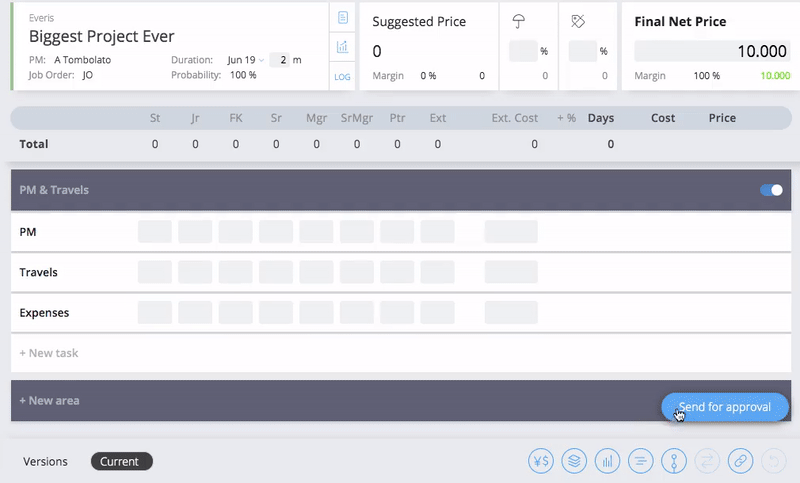 Everis
Biggest Project Ever
PM: A Tombolato Duration: Jun 19 2 m
Job Order: JO Probability: 100 %
LOG
Suggested Price
0
Margin 0 % 0
% %
0 0
Final Net Price
10.000
Margin 100 % 10.000
St Jr FK Sr Mgr SrMgr Ptr Ext Ext. Cost + % Days Cost Price
Total 0 0 0 0 0 0 0 0 0 0
PM & Travels
PM
Travels
Expenses
+ New task
+ New area
Send for approval
Versions Current
¥$